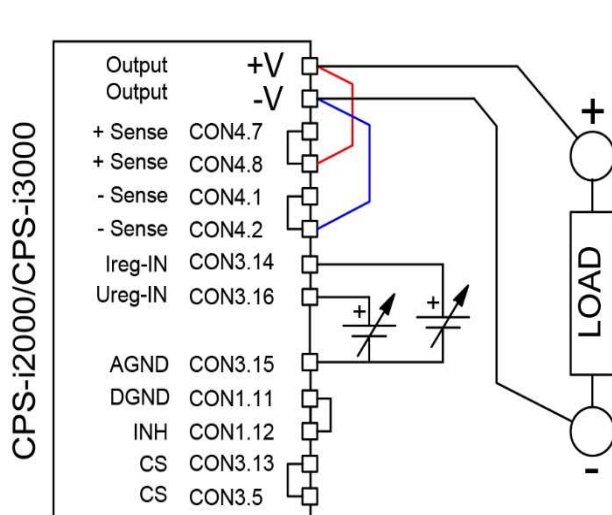 CPS-i2000/CPS-i3000
Output +V
Output -V
+ Sense CON4.7
+ Sense CON4.8
- Sense CON4.1
- Sense CON4.2
Ireg-IN CON3.14
Ureg-IN CON3.16
AGND CON3.15
DGND CON1.11
INH CON1.12
CS CON3.13
CS CON3.5
+
+
+
LOAD
-